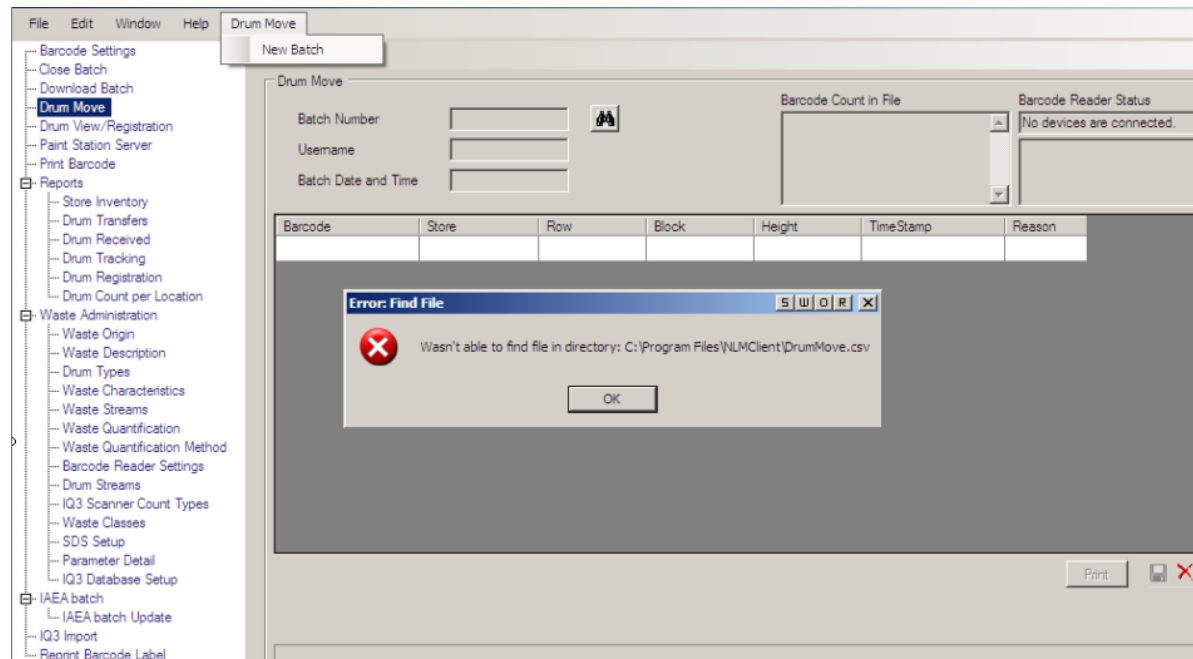 File Edit Window Help Drum Move
New Batch
Barcode Settings
Close Batch
Download Batch
Drum Move
Drum View/Registration
Paint Station Server
Print Barcode
Reports
Store Inventory
Drum Transfers
Drum Received
Drum Tracking
Drum Registration
Drum Count per Location
Waste Administration
Waste Origin
Waste Description
Drum Types
Waste Characteristics
Waste Streams
Waste Quantification
Waste Quantification Method
Barcode Reader Settings
Drum Streams
IQ3 Scanner Count Types
Waste Classes
SDS Setup
Parameter Detail
IQ3 Database Setup
IAEA batch
IAEA batch Update
IQ3 Import
Reprint Barcode Label
Drum Move
Batch Number
Username
Batch Date and Time
Barcode Count in File
Barcode Reader Status
No devices are connected.
Barcode Store Row Block Height TimeStamp Reason
Error: Find File S W O R X
Wasn't able to find file in directory: C:\Program Files\NLMClient\DrumMove.csv
OK
Print